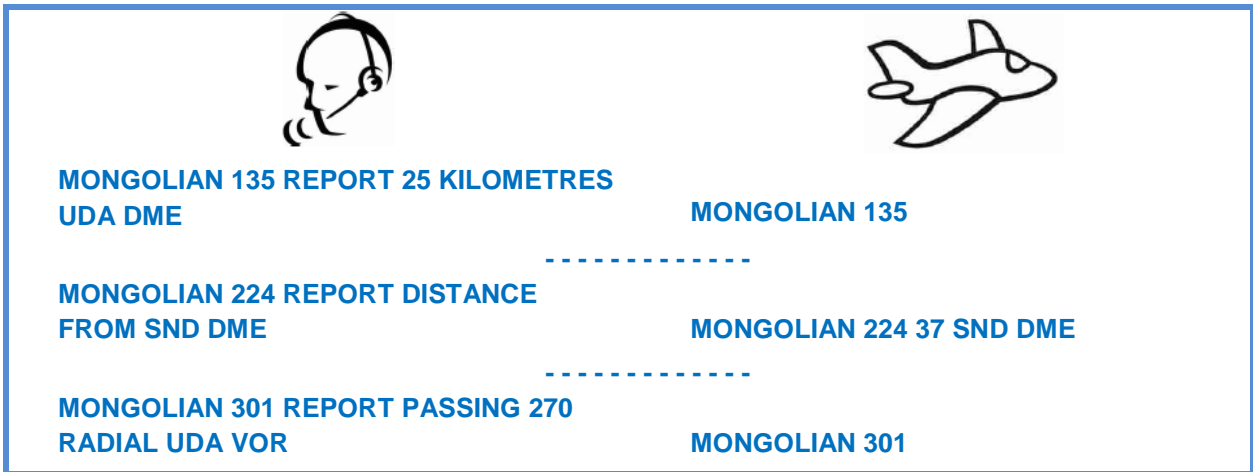 MONGOLIAN 135 REPORT 25 KILOMETRES
UDA DME
MONGOLIAN 135
- - - - - - - - - - - - -
MONGOLIAN 224 REPORT DISTANCE
FROM SND DME
MONGOLIAN 224 37 SND DME
- - - - - - - - - - - - -
MONGOLIAN 301 REPORT PASSING 270
RADIAL UDA VOR
MONGOLIAN 301